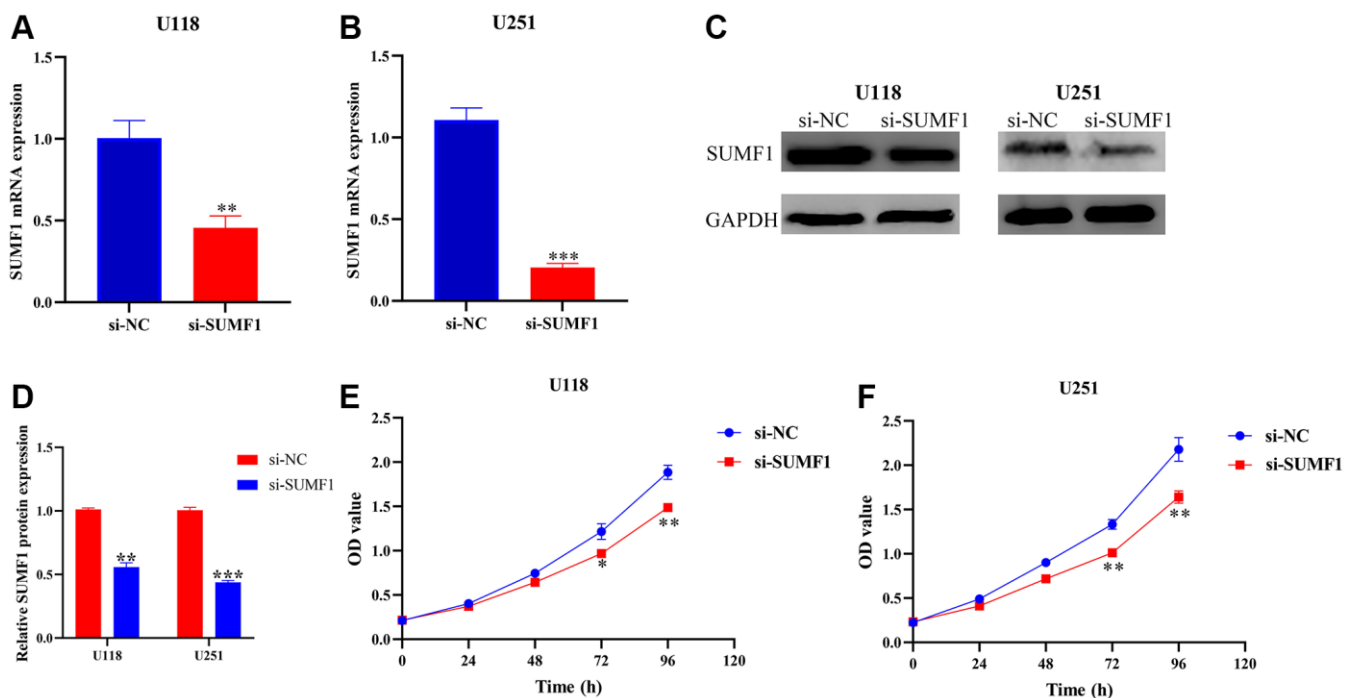 A
U118
SUMF1 mRNA expression
1.5
1.0
0.5
0.0
**
si-NC
si-SUMF1
B
U251
SUMF1 mRNA expression
1.5
1.0
0.5
0.0
***
si-NC
si-SUMF1
C
U118
U251
si-NC si-SUMF1
si-NC si-SUMF1
SUMF1
GAPDH
D
Relative SUMF1 protein expression
1.5
1.0
0.5
0.0
**
***
U118
U251
si-NC
si-SUMF1
E
U118
OD value
2.5
2.0
1.5
1.0
0.5
0.0
*
**
0 24 48 72 96 120
Time (h)
si-NC
si-SUMF1
F
U251
OD value
2.5
2.0
1.5
1.0
0.5
0.0
**
**
0 24 48 72 96 120
Time (h)
si-NC
si-SUMF1